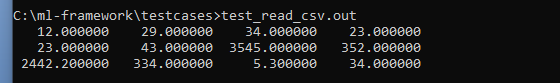 C:\ml-framework\testcases>test_read_csv.out
12.000000 29.000000 34.000000 23.000000
23.000000 43.000000 3545.000000 352.000000
2442.200000 334.000000 5.300000 34.000000